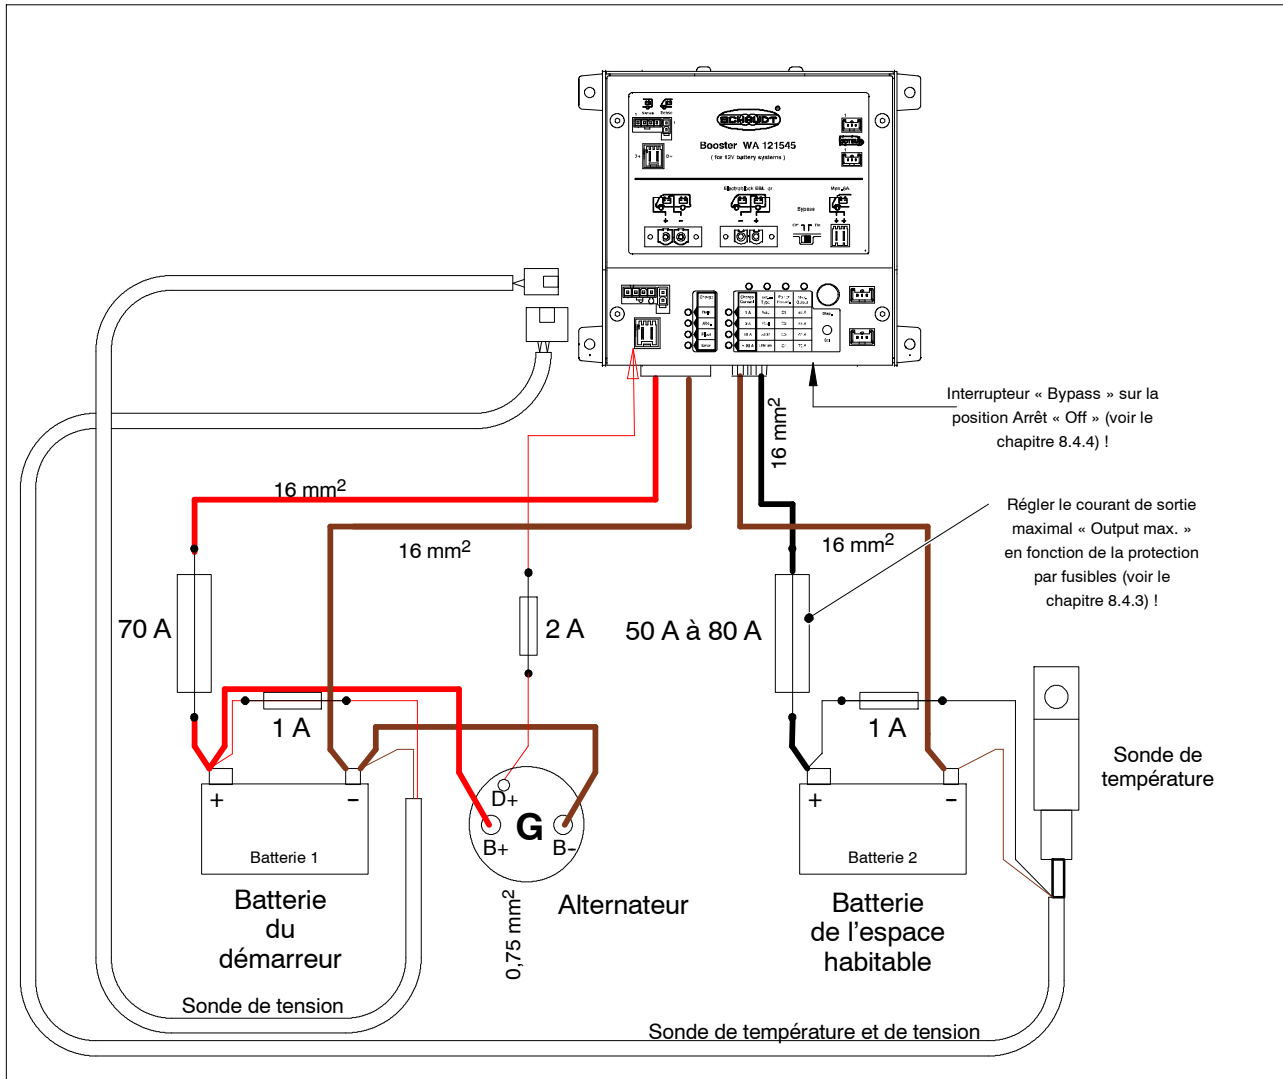 SCHAUDT
Booster WA 121545
( for 12V battery systems )
Electroblock EBL
Bypass
D+
+ -
- +
+ +
Interrupteur « Bypass » sur la
position Arrêt « Off » (voir le
chapitre 8.4.4) !
16 mm2
16 mm2
16 mm2
16 mm2
Régler le courant de sortie
maximal « Output max. »
en fonction de la protection
par fusibles (voir le
chapitre 8.4.3) !
70 A
2 A
50 A à 80 A
1 A
1 A
Sonde de
température
+ -
Batterie 1
D+
G
B+ B-
+ -
Batterie 2
Batterie
du
démarreur
0,75 mm2
Alternateur
Batterie
de l'espace
habitable
Sonde de tension
Sonde de température et de tension